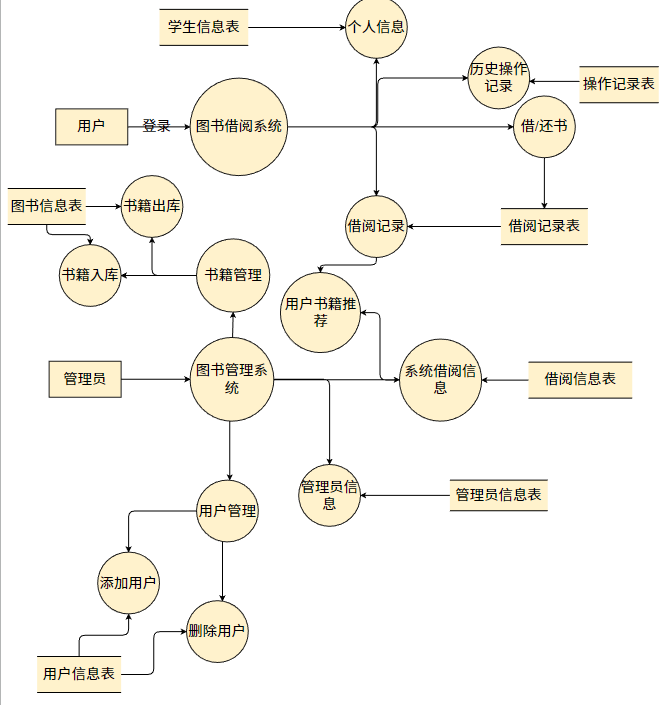 学生信息表
个人信息
历史操作
记录
操作记录表
用户
登录
图书借阅系统
借/还书
图书信息表
书籍出库
借阅记录
借阅记录表
书籍入库
书籍管理
用户书籍推
荐
管理员
图书管理系
统
系统借阅信
息
借阅信息表
管理员信
息
管理员信息表
用户管理
添加用户
删除用户
用户信息表